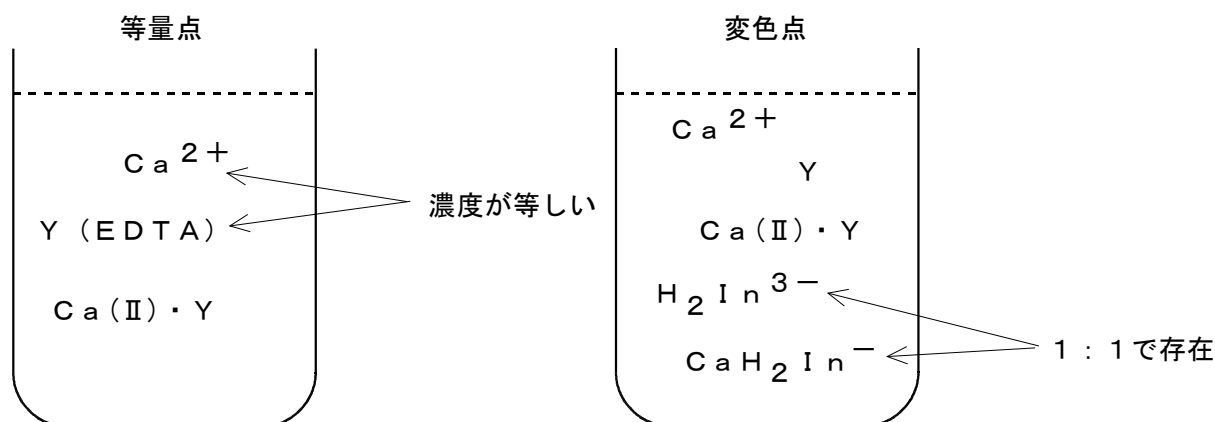 等量点
変色点
Ca2+
Y(EDTA)
Ca(Ⅱ)・Y
濃度が等しい
Ca2+
Y
Ca(Ⅱ)・Y
H2In3−
CaH2In−
1:1で存在